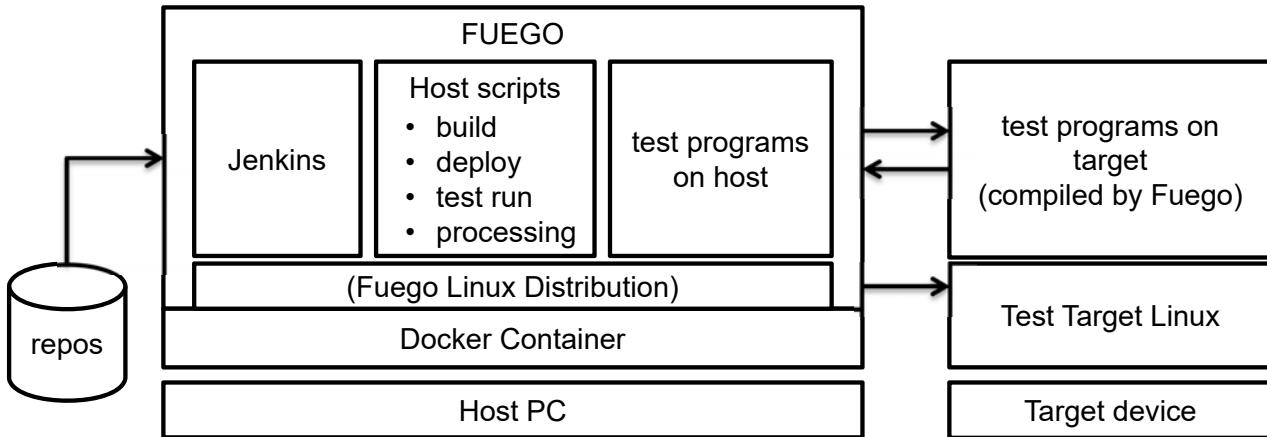 FUEGO
Jenkins
Host scripts
• build
• deploy
• test run
• processing
test programs
on host
(Fuego Linux Distribution)
Docker Container
Host PC
repos
test programs on
target
(compiled by Fuego)
Test Target Linux
Target device